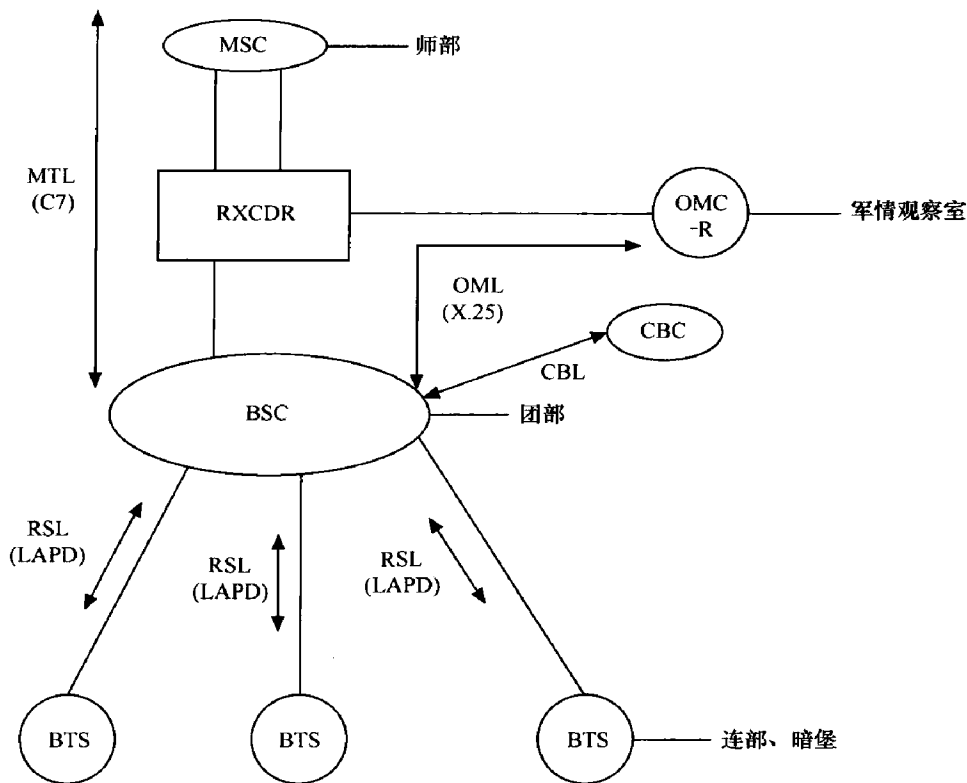 MSC
师部
MTL
(C7)
RXCDR
OMC
-R
军情观察室
OML
(X.25)
CBC
CBL
BSC
团部
RSL
(LAPD)
RSL
(LAPD)
RSL
(LAPD)
BTS
BTS
BTS
连部、暗堡